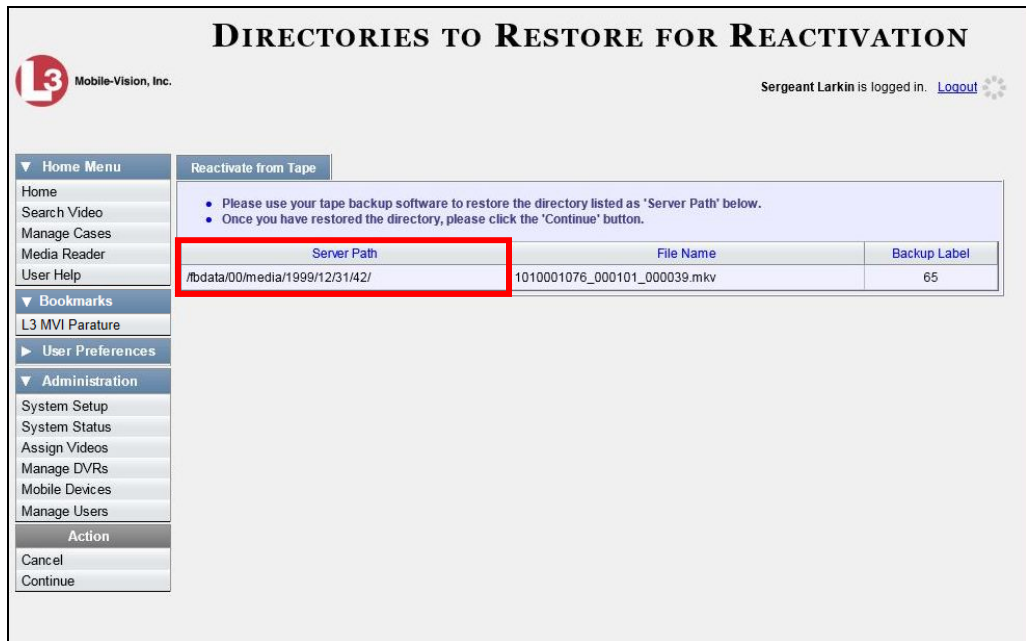 DIRECTORIES TO RESTORE FOR REACTIVATION
L3 Mobile-Vision, Inc.
Sergeant Larkin is logged in. Logout
▼ Home Menu
Home
Search Video
Manage Cases
Media Reader
User Help
▼ Bookmarks
L3 MVI Parature
► User Preferences
▼ Administration
System Setup
System Status
Assign Videos
Manage DVRs
Mobile Devices
Manage Users
Action
Cancel
Continue
Reactivate from Tape
• Please use your tape backup software to restore the directory listed as 'Server Path' below.
• Once you have restored the directory, please click the 'Continue' button.
Server Path File Name Backup Label
/fbdata/00/media/1999/12/31/42/ 1010001076_000101_000039.mkv 65